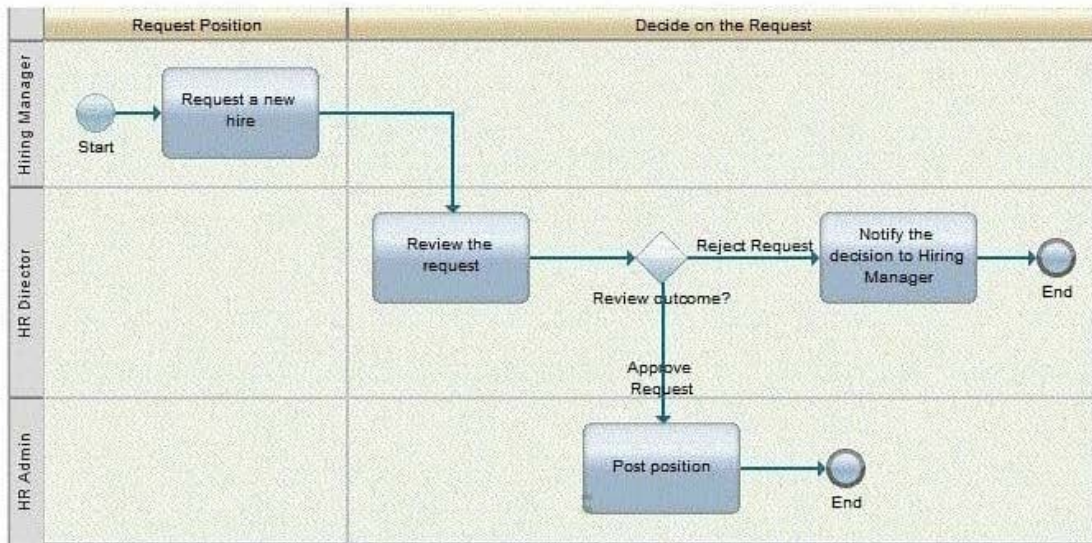 Request Position
Decide on the Request
Hiring Manager
Request a new
hire
Start
HR Director
Review the
request
Review outcome?
Reject Request
Notify the
decision to Hiring
Manager
End
Approve
Request
HR Admin
Post position
End